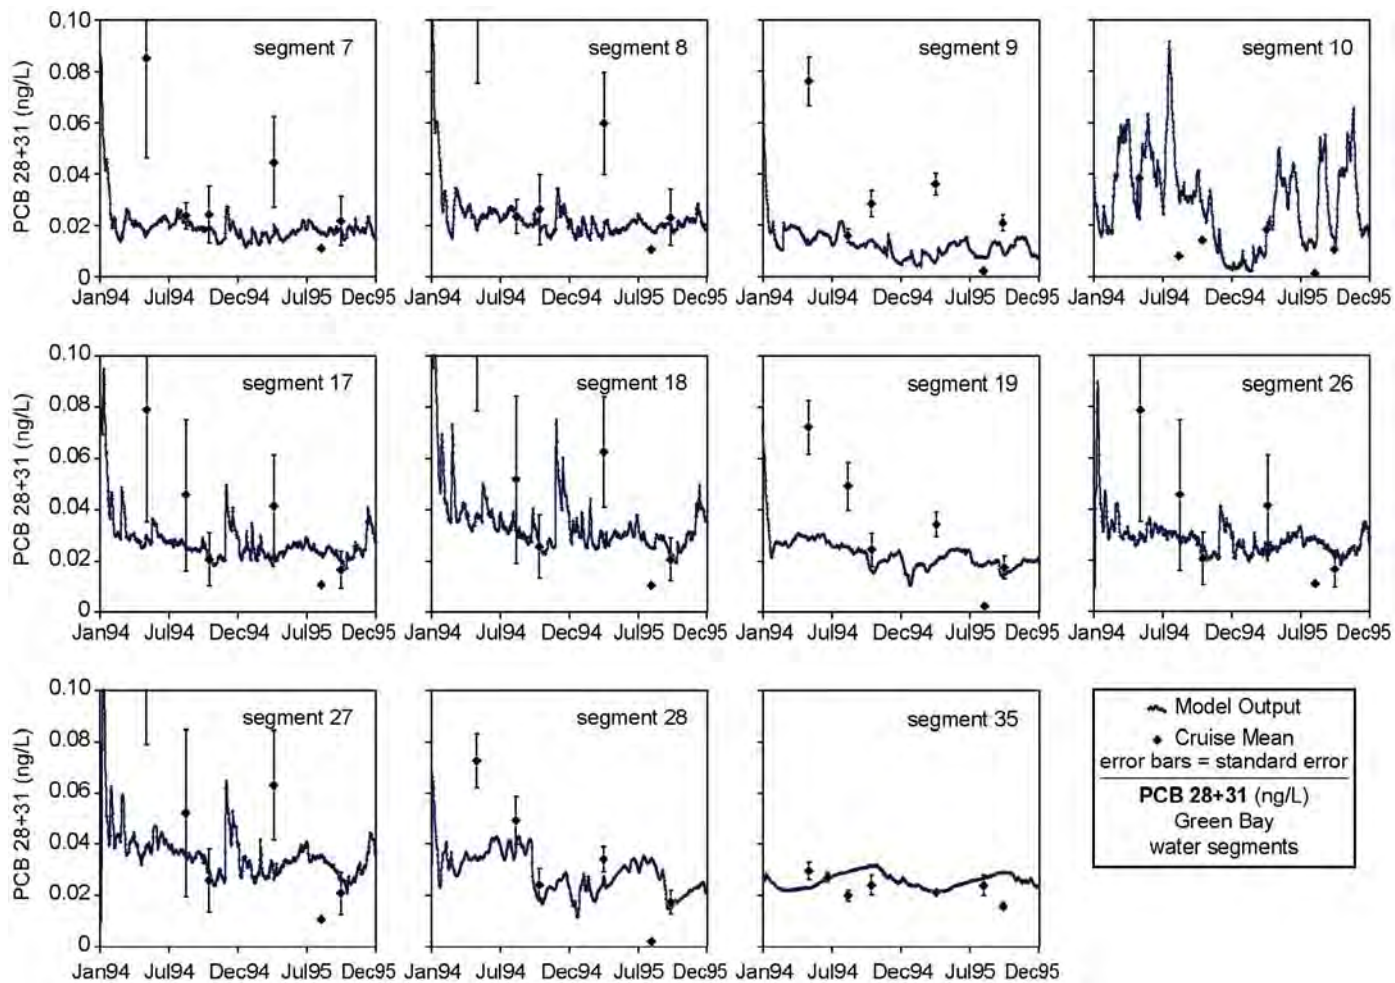 PCB 28+31 (ng/L)
0.10
0.08
0.06
0.04
0.02
0
segment 7
segment 8
segment 9
segment 10
Jan94 Jul94 Dec94 Jul95 Dec95
Jan94 Jul94 Dec94 Jul95 Dec95
Jan94 Jul94 Dec94 Jul95 Dec95
Jan94 Jul94 Dec94 Jul95 Dec95
PCB 28+31 (ng/L)
0.10
0.08
0.06
0.04
0.02
0
segment 17
segment 18
segment 19
segment 26
Jan94 Jul94 Dec94 Jul95 Dec95
Jan94 Jul94 Dec94 Jul95 Dec95
Jan94 Jul94 Dec94 Jul95 Dec95
Jan94 Jul94 Dec94 Jul95 Dec95
PCB 28+31 (ng/L)
0.10
0.08
0.06
0.04
0.02
0
segment 27
segment 28
segment 35
Jan94 Jul94 Dec94 Jul95 Dec95
Jan94 Jul94 Dec94 Jul95 Dec95
Jan94 Jul94 Dec94 Jul95 Dec95
Model Output
Cruise Mean
error bars = standard error
PCB 28+31 (ng/L)
Green Bay
water segments